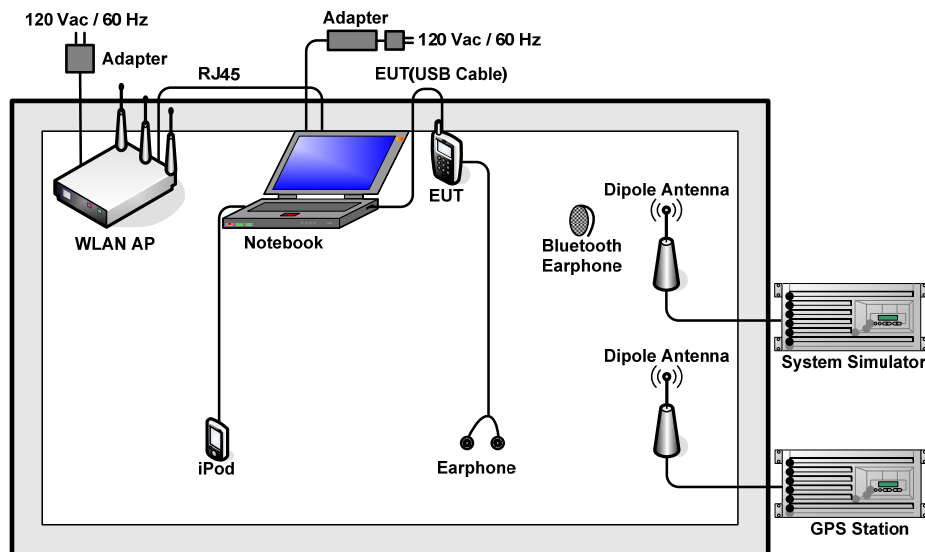 120 Vac / 60 Hz
Adapter
Adapter
120 Vac / 60 Hz
RJ45
EUT(USB Cable)
WLAN AP
Notebook
EUT
Bluetooth
Earphone
Dipole Antenna
System Simulator
Dipole Antenna
iPod
Earphone
GPS Station